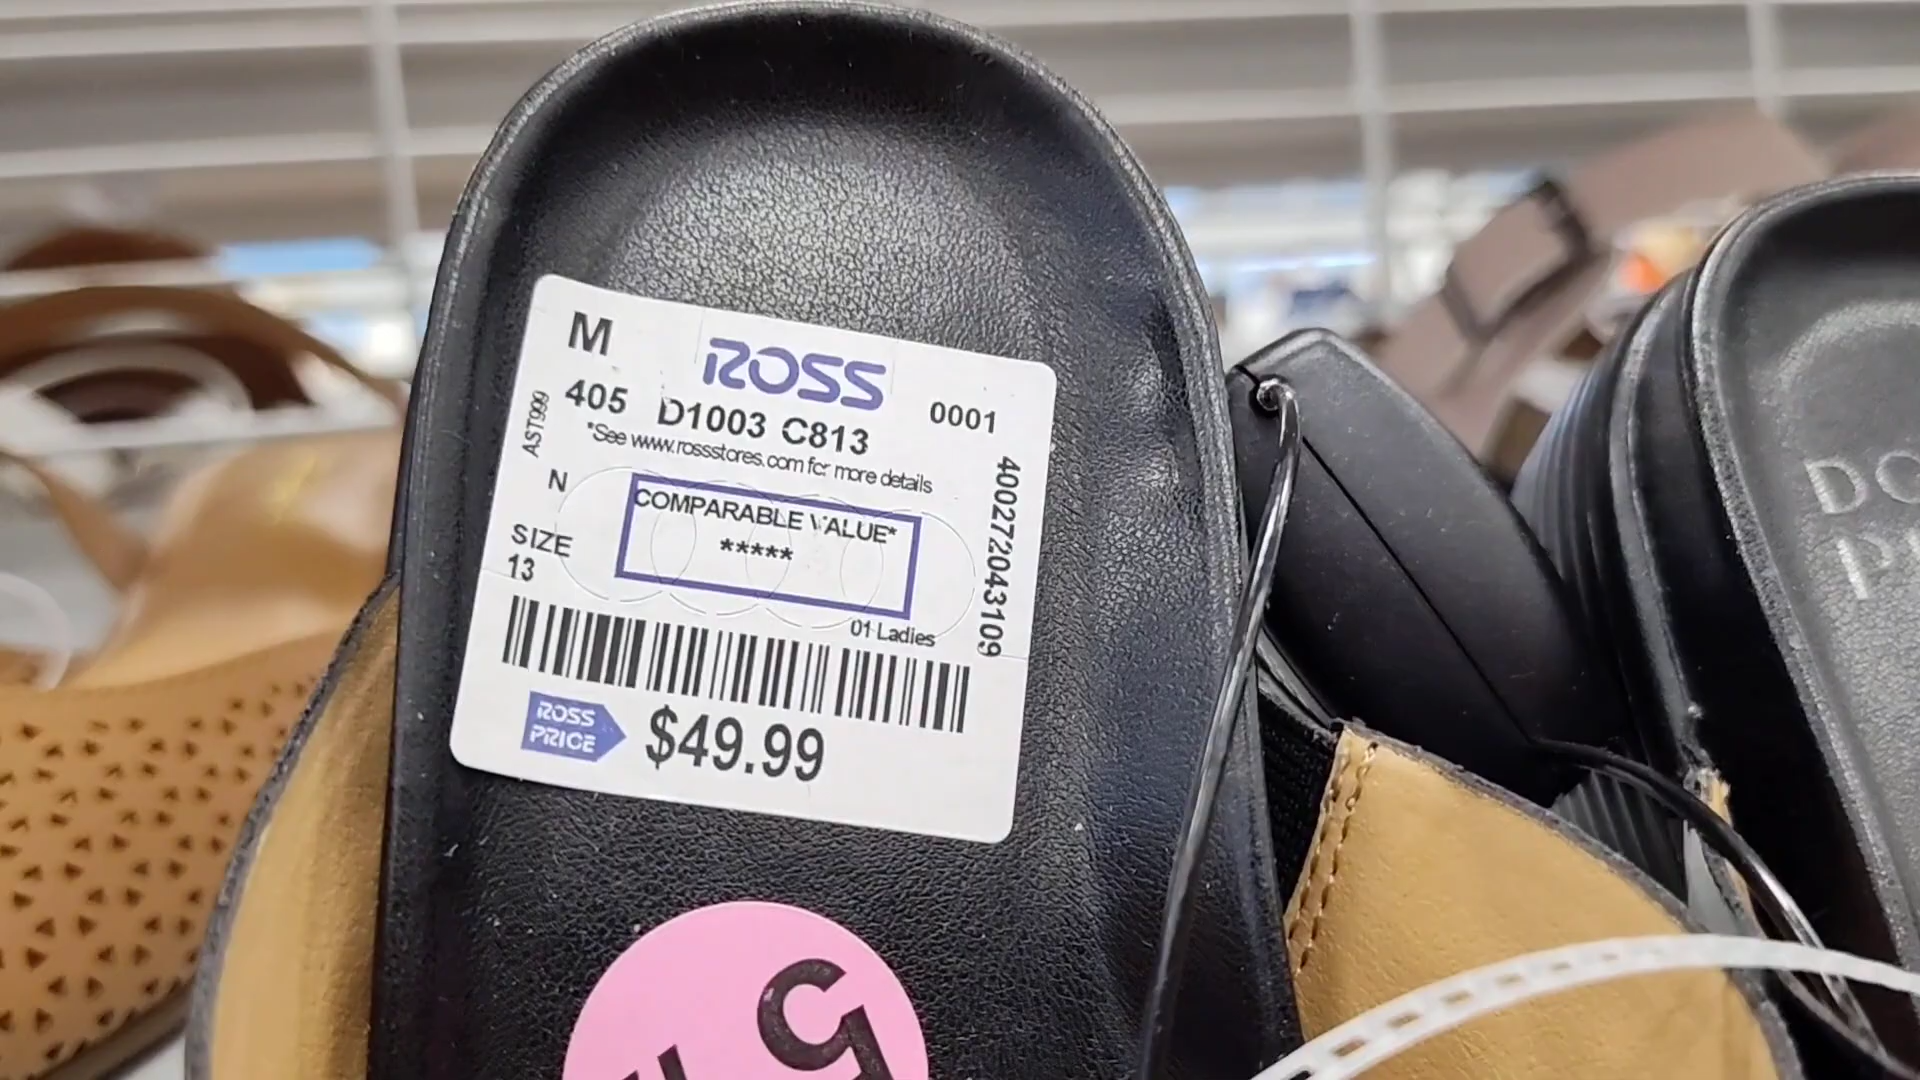 M
ROSS
405 D1003 C813
0001
*See www.rossstores.com for more details
AST999
N
COMPARABLE VALUE*
*****
SIZE
13
400272043109
01 Ladies
ROSS
PRICE
$49.99